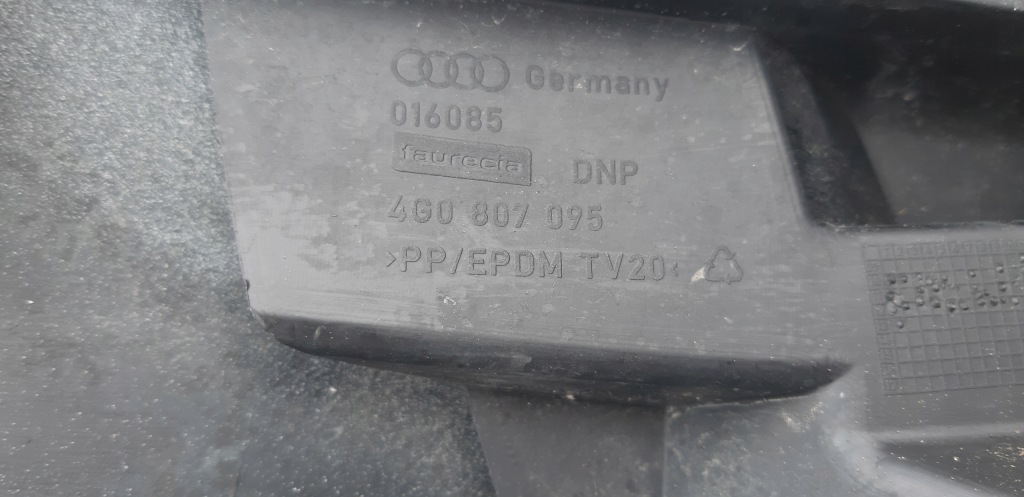 Germany
016085
faurecia DNP
4G0 807 095
>PP/EPDM TV20<